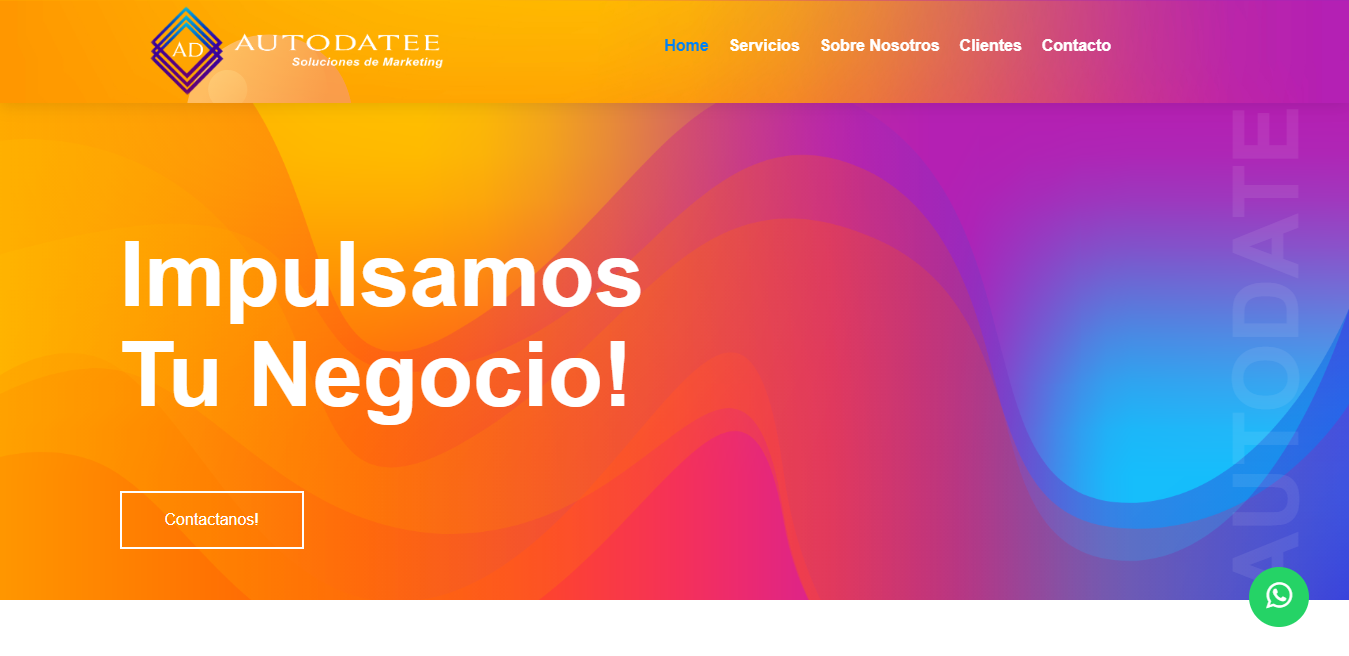 AD
AUTODATEE
Soluciones de Marketing
Home Servicios Sobre Nosotros Clientes Contacto
Impulsamos
Tu Negocio!
Contactanos!
AUTODATE